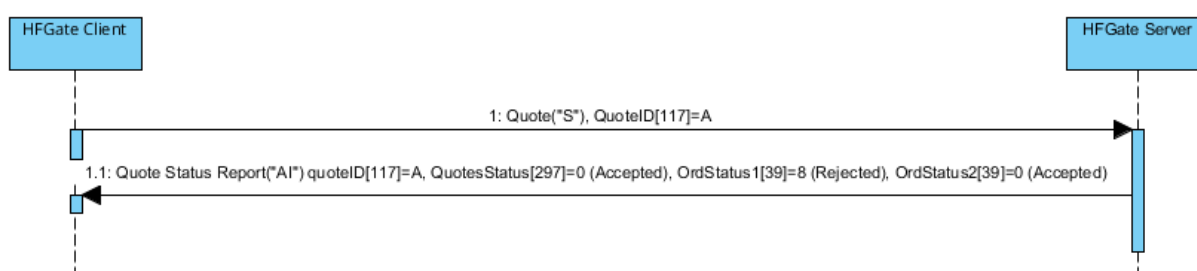 HFGate Client
HFGate Server
1: Quote("S"), QuoteID[117]=A
1.1: Quote Status Report("AI") quoteID[117]=A, QuotesStatus[297]=0 (Accepted), OrdStatus1[39]=8 (Rejected), OrdStatus2[39]=0 (Accepted)